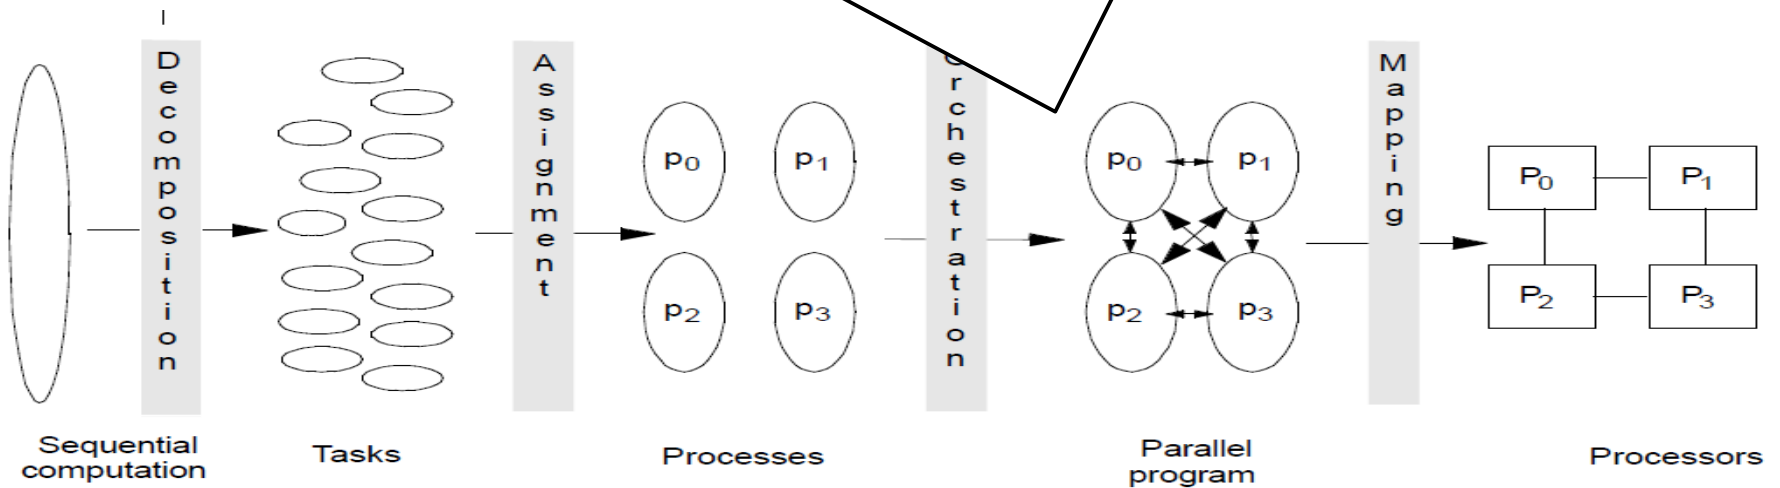 Decomposition
Assignment
Orchestration
Mapping
p0
p1
p2
p3
p0
p1
p2
p3
P0
P1
P2
P3
Sequential
computation
Tasks
Processes
Parallel
program
Processors